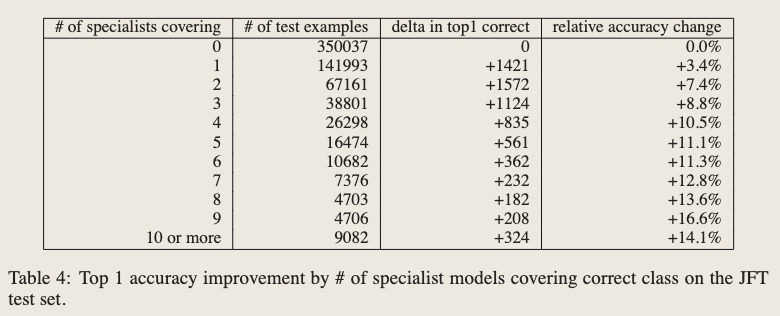 # of specialists covering # of test examples delta in top1 correct relative accuracy change
0 350037 0 0.0%
1 141993 +1421 +3.4%
2 67161 +1572 +7.4%
3 38801 +1124 +8.8%
4 26298 +835 +10.5%
5 16474 +561 +11.1%
6 10682 +362 +11.3%
7 7376 +232 +12.8%
8 4703 +182 +13.6%
9 4706 +208 +16.6%
10 or more 9082 +324 +14.1%
Table 4: Top 1 accuracy improvement by # of specialist models covering correct class on the JFT
test set.